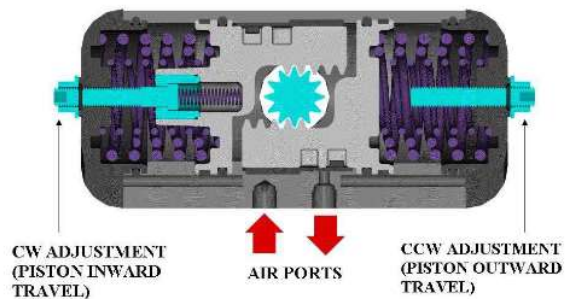 CW ADJUSTMENT
(PISTON INWARD
TRAVEL)
AIR PORTS
CCW ADJUSTMENT
(PISTON OUTWARD
TRAVEL)